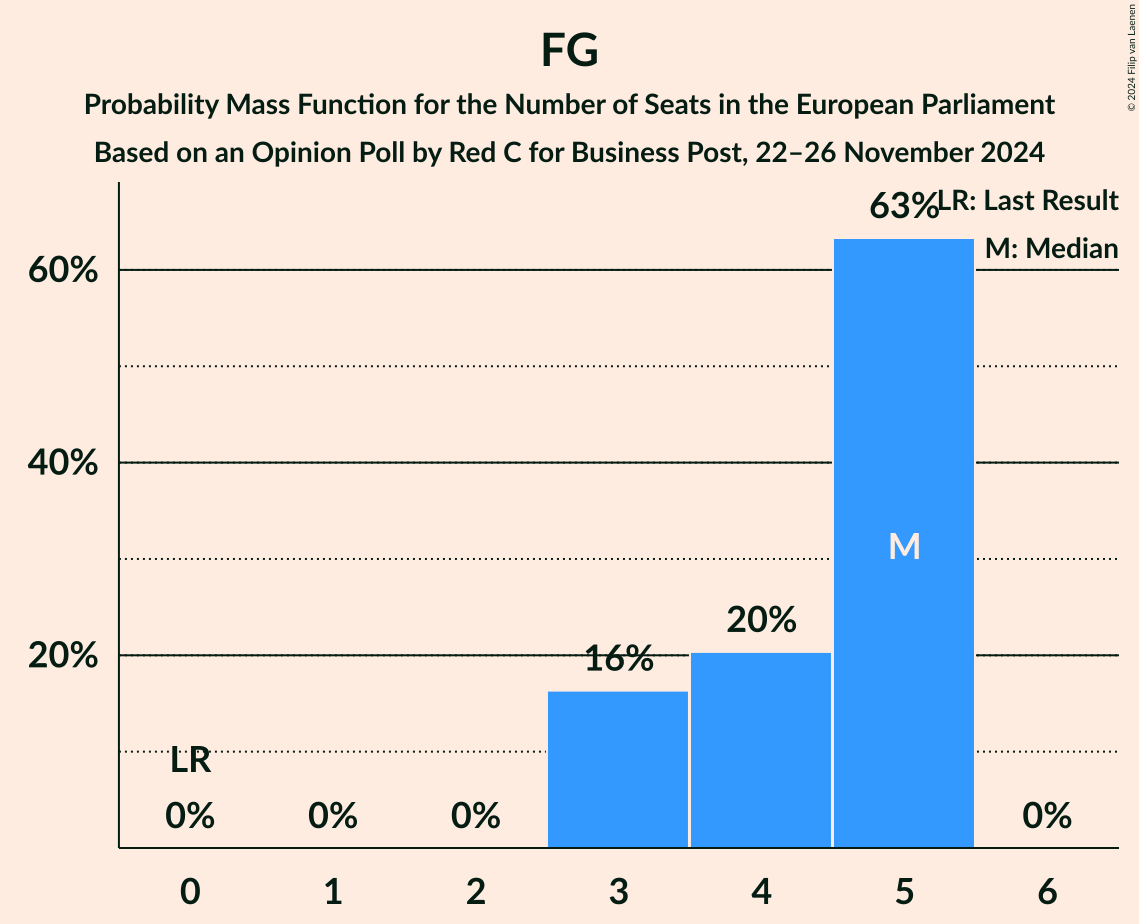 FG
Probability Mass Function for the Number of Seats in the European Parliament
Based on an Opinion Poll by Red C for Business Post, 22–26 November 2024
© 2024 Filip van Laenen
LR: Last Result
M: Median
60%
40%
20%
63%
M
20%
16%
LR
0%
0%
0%
0%
0 1 2 3 4 5 6